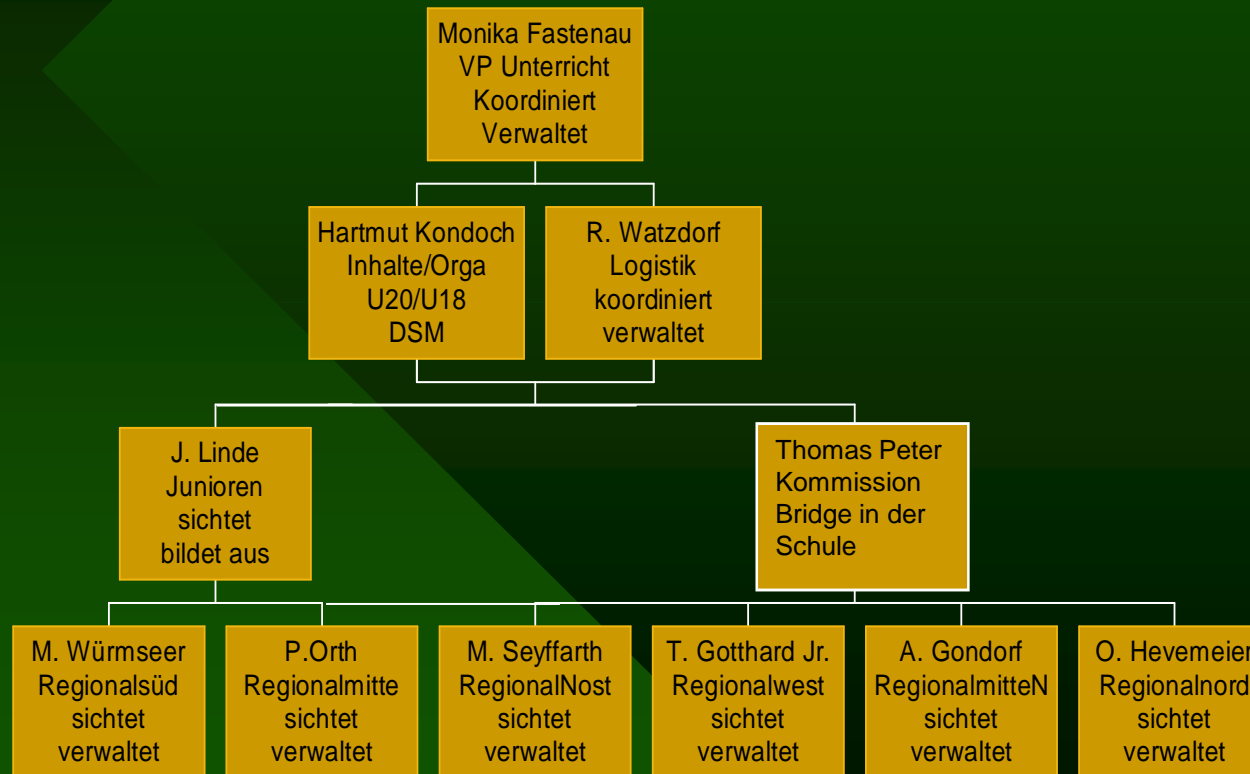 Monika Fastenau
VP Unterricht
Koordiniert
Verwaltet
Hartmut Kondoch
Inhalte/Orga
U20/U18
DSM
R. Watzdorf
Logistik
koordiniert
verwaltet
J. Linde
Junioren
sichtet
bildet aus
Thomas Peter
Kommission
Bridge in der
Schule
M. Würmseer
Regionalsüd
sichtet
verwaltet
P.Orth
Regionalmitte
sichtet
verwaltet
M. Seyffarth
RegionalNost
sichtet
verwaltet
T. Gotthard Jr.
Regionalwest
sichtet
verwaltet
A. Gondorf
RegionalmitteN
sichtet
verwaltet
O. Hevemeier
Regionalnord
sichtet
verwaltet